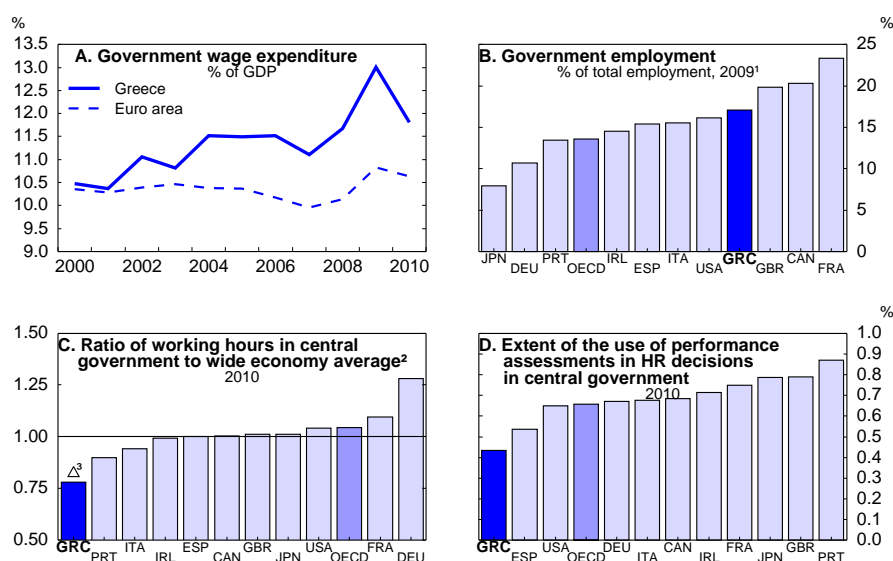 %
13.5
13.0
12.5
12.0
11.5
11.0
10.5
10.0
9.5
9.0
A. Government wage expenditure
% of GDP
Greece
Euro area
2000 2002 2004 2006 2008 2010
%
25
20
15
10
5
0
B. Government employment
% of total employment, 2009¹
JPN DEU PRT OECD IRL ESP ITA USA GRC GBR CAN FRA
1.50
1.25
1.00
0.75
0.50
C. Ratio of working hours in central
government to wide economy average²
2010
△³
GRC PRT ITA IRL ESP CAN GBR JPN USA OECD FRA DEU
%
1.0
0.9
0.8
0.7
0.6
0.5
0.4
0.3
0.2
0.1
0.0
D. Extent of the use of performance
assessments in HR decisions
in central government
2010
GRC ESP USA OECD DEU ITA CAN IRL FRA JPN GBR PRT